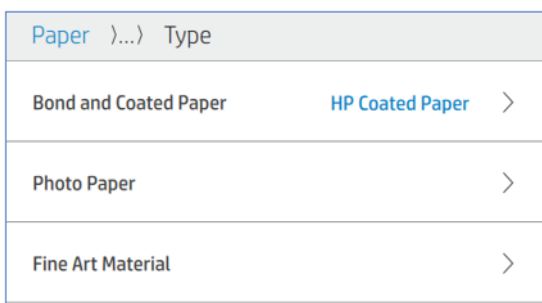 Paper 〉...〉 Type
Bond and Coated Paper HP Coated Paper
Photo Paper
Fine Art Material